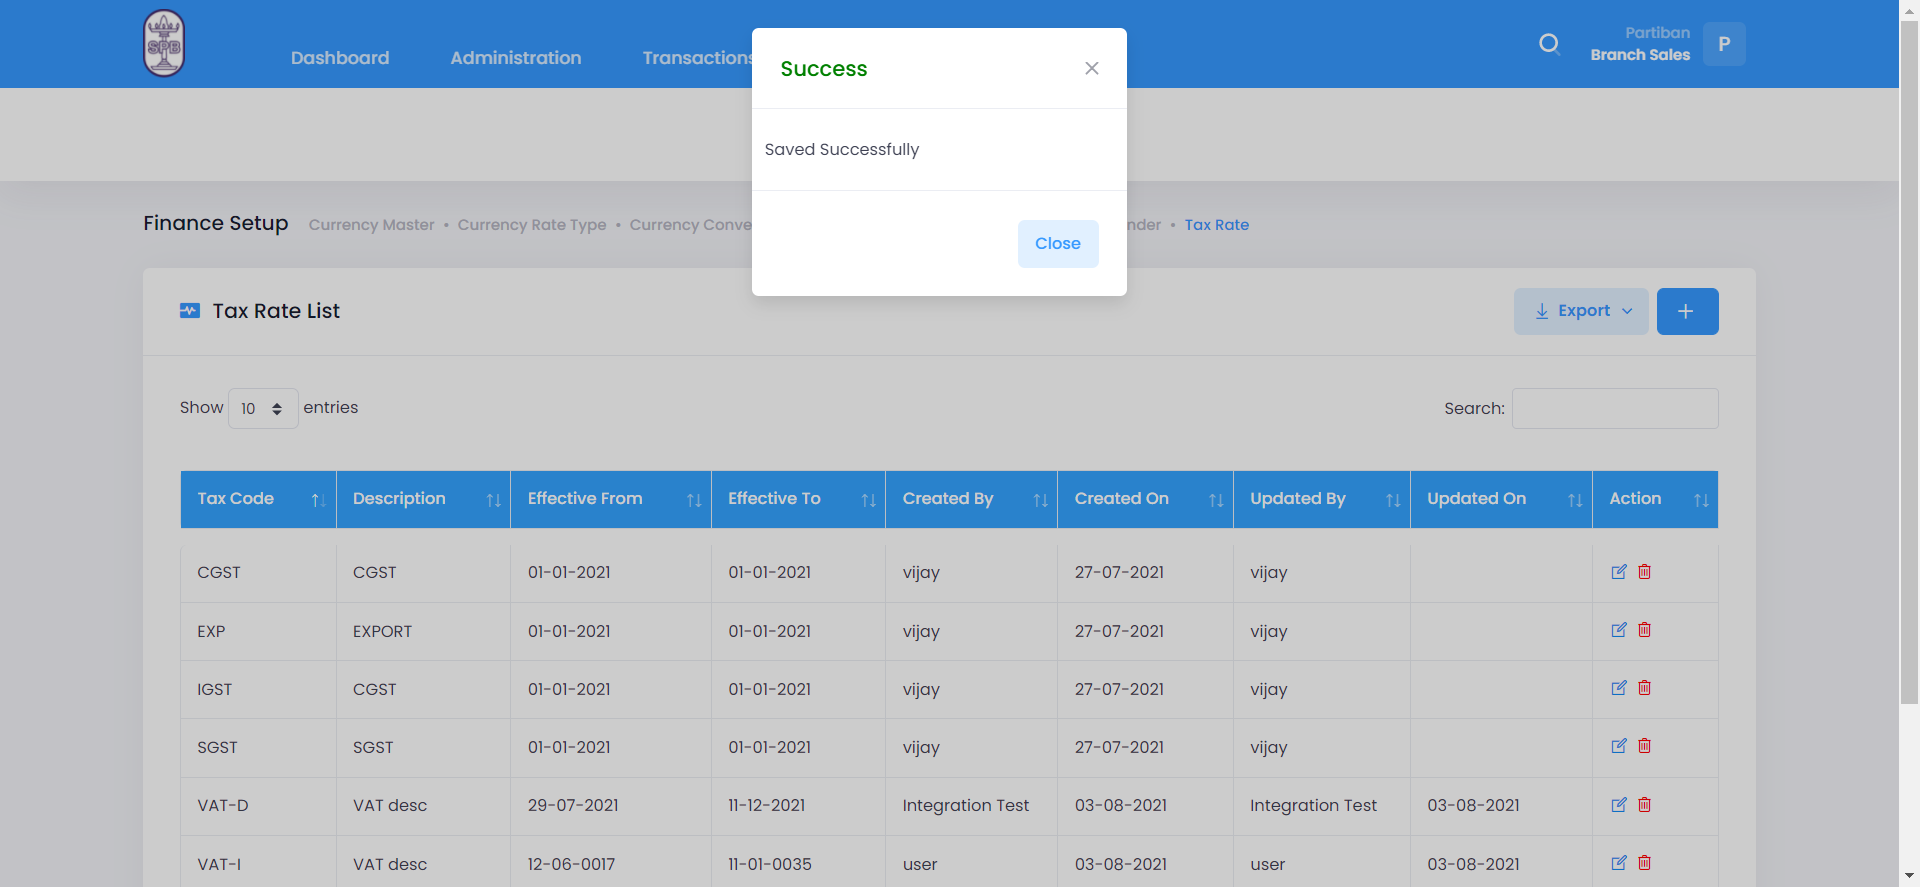 SPB
Dashboard
Administration
Transactions
Partiban
Branch Sales
P
Success
Saved Successfully
Close
Finance Setup
Currency Master • Currency Rate Type • Currency Conve
nder • Tax Rate
Tax Rate List
Export
Show 10 entries
Search:
Tax Code Description Effective From Effective To Created By Created On Updated By Updated On Action
CGST CGST 01-01-2021 01-01-2021 vijay 27-07-2021 vijay
EXP EXPORT 01-01-2021 01-01-2021 vijay 27-07-2021 vijay
IGST CGST 01-01-2021 01-01-2021 vijay 27-07-2021 vijay
SGST SGST 01-01-2021 01-01-2021 vijay 27-07-2021 vijay
VAT-D VAT desc 29-07-2021 11-12-2021 Integration Test 03-08-2021 Integration Test 03-08-2021
VAT-I VAT desc 12-06-0017 11-01-0035 user 03-08-2021 user 03-08-2021